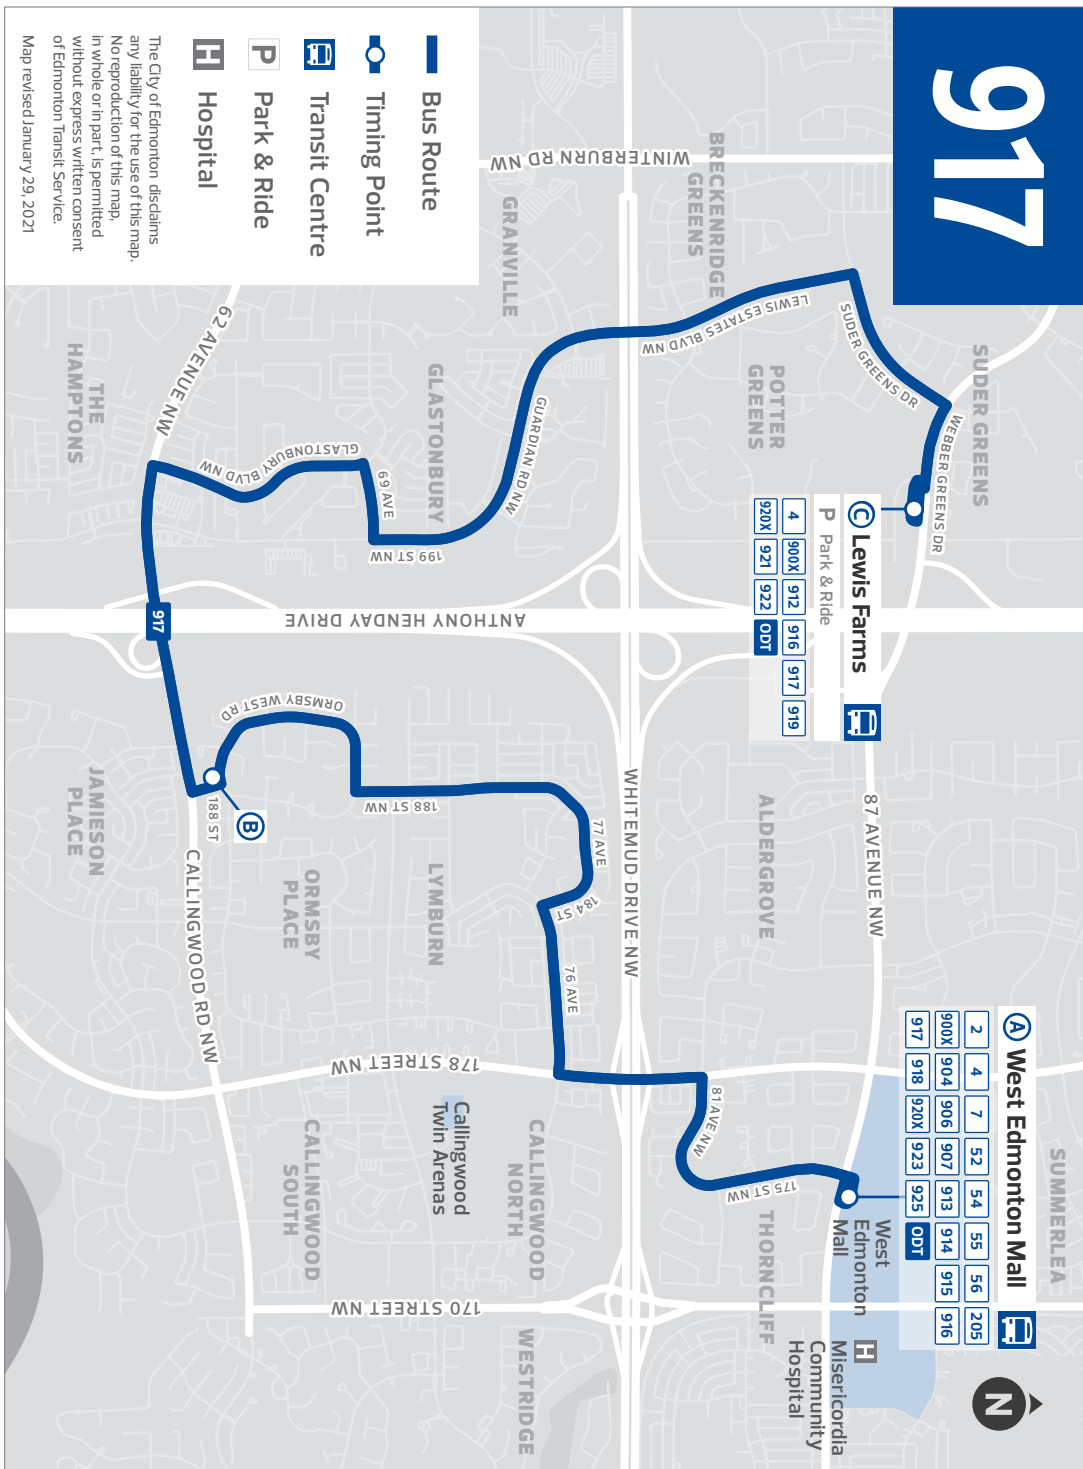 917
Bus Route
Timing Point
Transit Centre
P
Park & Ride
H
Hospital
The City of Edmonton disclaims
any liability for the use of this map.
No reproduction of this map,
in whole or in part, is permitted
without express written consent
of Edmonton Transit Service.
Map revised January 29, 2021
WINTERBURN RD NW
BRECKENRIDGE
GREENS
GRANVILLE
LEWIS ESTATES BLVD NW
SUDER GREENS DR
SUDER GREENS
WEBBER GREENS DR
POTTER
GREENS
GLASTONBURY
GUARDIAN RD NW
199 ST NW
69 AVE
GLASTONBURY BLVD NW
62 AVENUE NW
THE
HAMPTONS
C Lewis Farms
P Park & Ride
4 900X 912 916 917 919
920X 921 922 ODT
ANTHONY HENDAY DRIVE
917
WHITEMUD DRIVE NW
87 AVENUE NW
ALDERGROVE
ORMSBY WEST RD
188 ST NW
188 ST
B
77 AVE
184 ST
76 AVE
JAMIESON
PLACE
ORMSBY
PLACE
LYMBURN
CALLINGWOOD RD NW
178 STREET NW
A West Edmonton Mall
2 4 7 52 54 55 56 205
900X 904 906 907 913 914 915 916
917 918 920X 923 925 ODT
SUMMERLEA
81 AVE NW
175 ST NW
THORNCLIFF
West
Edmonton
Mall
H
Misericordia
Community
Hospital
Callingwood
Twin Arenas
CALLINGWOOD
NORTH
CALLINGWOOD
SOUTH
170 STREET NW
WESTRIDGE
N